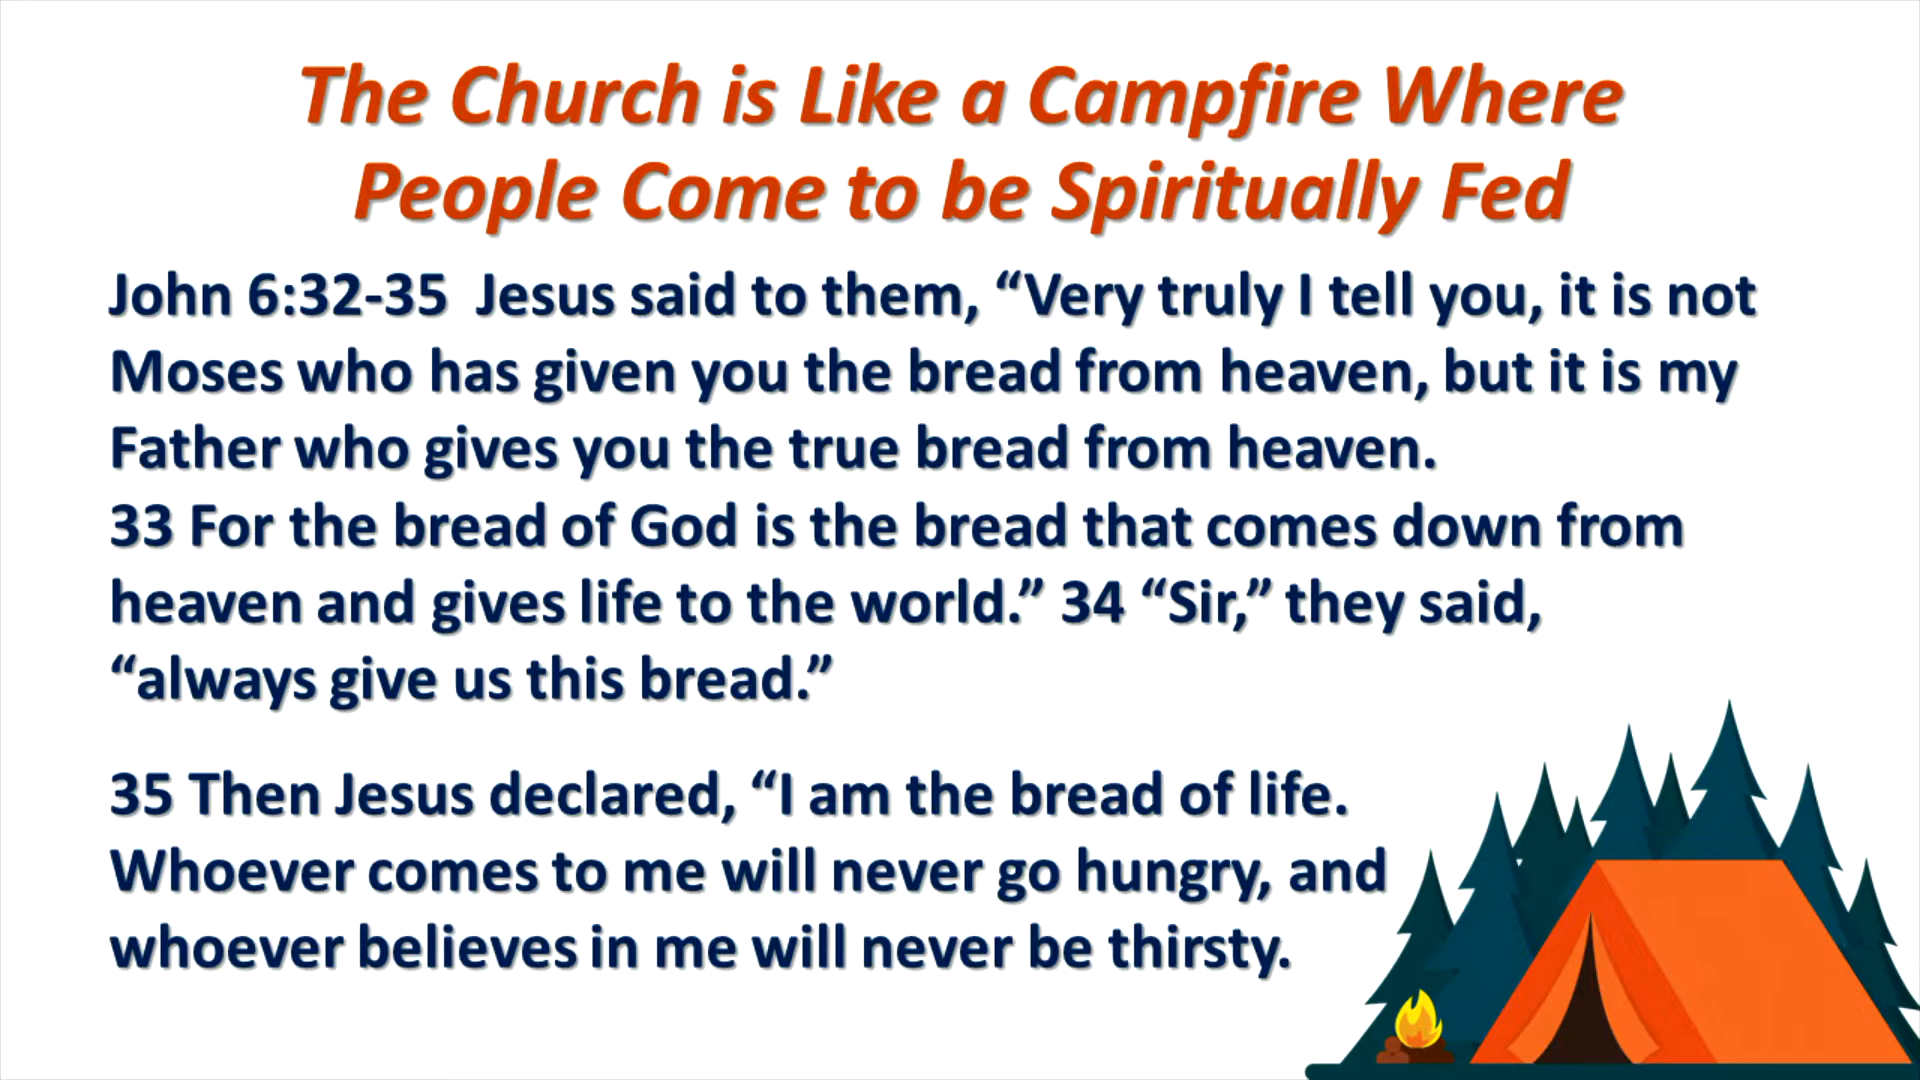 The Church is Like a Campfire Where
People Come to be Spiritually Fed
John 6:32-35  Jesus said to them, “Very truly I tell you, it is not
Moses who has given you the bread from heaven, but it is my
Father who gives you the true bread from heaven.
33 For the bread of God is the bread that comes down from
heaven and gives life to the world.” 34 “Sir,” they said,
“always give us this bread.”
35 Then Jesus declared, “I am the bread of life.
Whoever comes to me will never go hungry, and
whoever believes in me will never be thirsty.